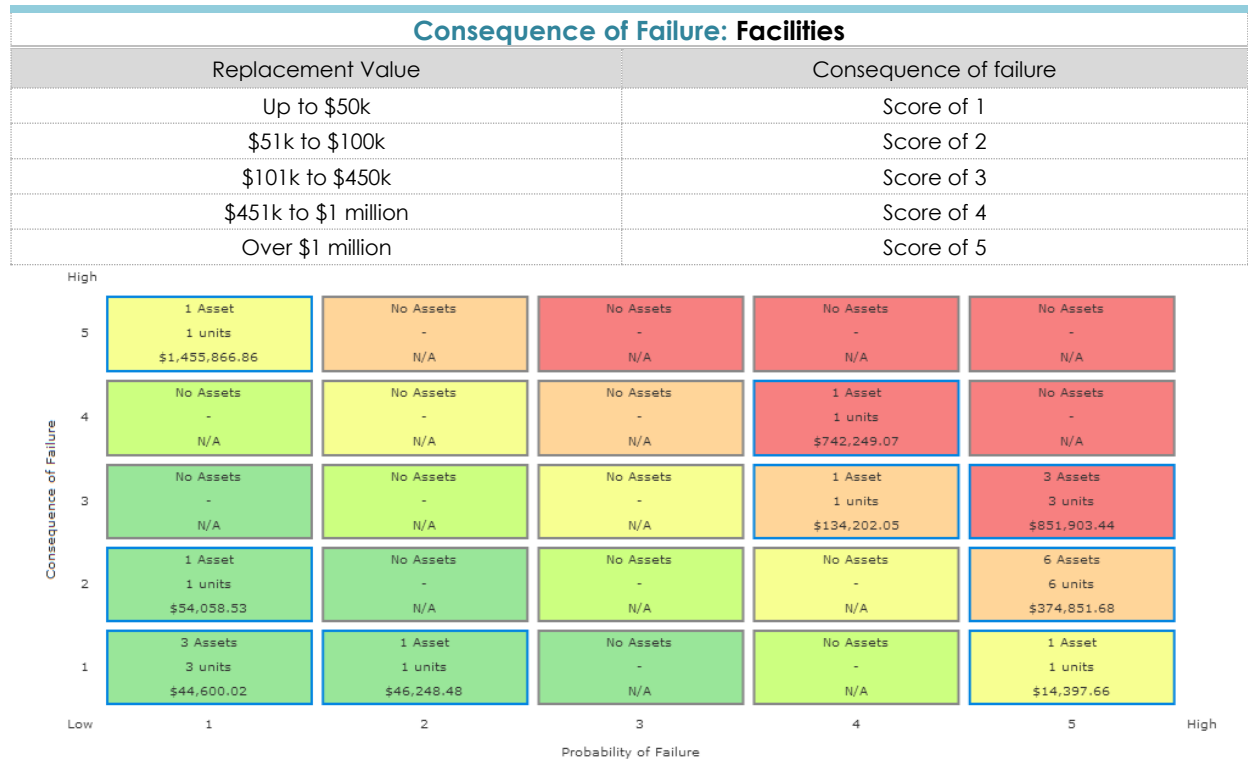 Consequence of Failure: Facilities
Replacement Value Consequence of failure
Up to $50k Score of 1
$51k to $100k Score of 2
$101k to $450k Score of 3
$451k to $1 million Score of 4
Over $1 million Score of 5
High
1 Asset No Assets No Assets No Assets No Assets
5 1 units - - - -
$1,455,866.86 N/A N/A N/A N/A
No Assets No Assets No Assets 1 Asset No Assets
4 - - - 1 units -
N/A N/A N/A $742,249.07 N/A
Consequence of Failure
No Assets No Assets No Assets 1 Asset 3 Assets
3 - - - 1 units 3 units
N/A N/A N/A $134,202.05 $851,903.44
1 Asset No Assets No Assets No Assets 6 Assets
2 1 units - - - 6 units
$54,058.53 N/A N/A N/A $374,851.68
3 Assets 1 Asset No Assets No Assets 1 Asset
1 3 units 1 units - - 1 units
$44,600.02 $46,248.48 N/A N/A $14,397.66
Low 1 2 3 4 5 High
Probability of Failure